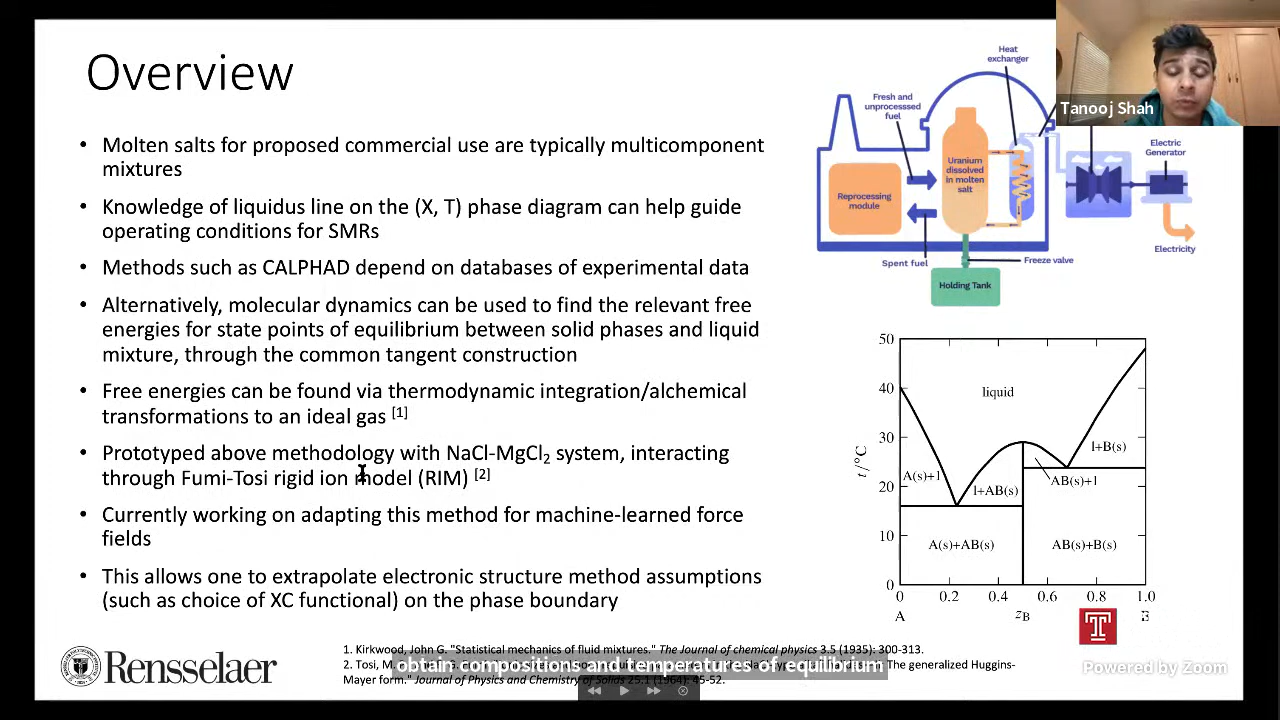 Overview
• Molten salts for proposed commercial use are typically multicomponent
mixtures
• Knowledge of liquidus line on the (X, T) phase diagram can help guide
operating conditions for SMRs
• Methods such as CALPHAD depend on databases of experimental data
• Alternatively, molecular dynamics can be used to find the relevant free
energies for state points of equilibrium between solid phases and liquid
mixture, through the common tangent construction
• Free energies can be found via thermodynamic integration/alchemical
transformations to an ideal gas [1]
• Prototyped above methodology with NaCl-MgCl₂ system, interacting
through Fumi-Tosi rigid ion model (RIM) [2]
• Currently working on adapting this method for machine-learned force
fields
• This allows one to extrapolate electronic structure method assumptions
(such as choice of XC functional) on the phase boundary
Heat
exchanger
Fresh and
unprocesssed
fuel
Uranium
dissolved
in molten
salt
Reprocessing
module
Spent fuel
Freeze valve
Holding Tank
Electric
Generator
Electricity
Tanooj Shah
50
40
30
20
10
0
t/°C
liquid
A(s)+l
l+AB(s)
AB(s)+l
l+B(s)
A(s)+AB(s)
AB(s)+B(s)
0 0.2 0.4 0.6 0.8 1.0
A zB
Rensselaer
1. Kirkwood, John G. "Statistical mechanics of fluid mixtures." The Journal of chemical physics 3.5 (1935): 300-313.
2. Tosi, M. The generalized Huggins-
Mayer form." Journal of Physics and Chemistry of Solids 25.1 (1964): 45-52.
obtain compositions and temperatures of equilibrium
T
Powered by Zoom